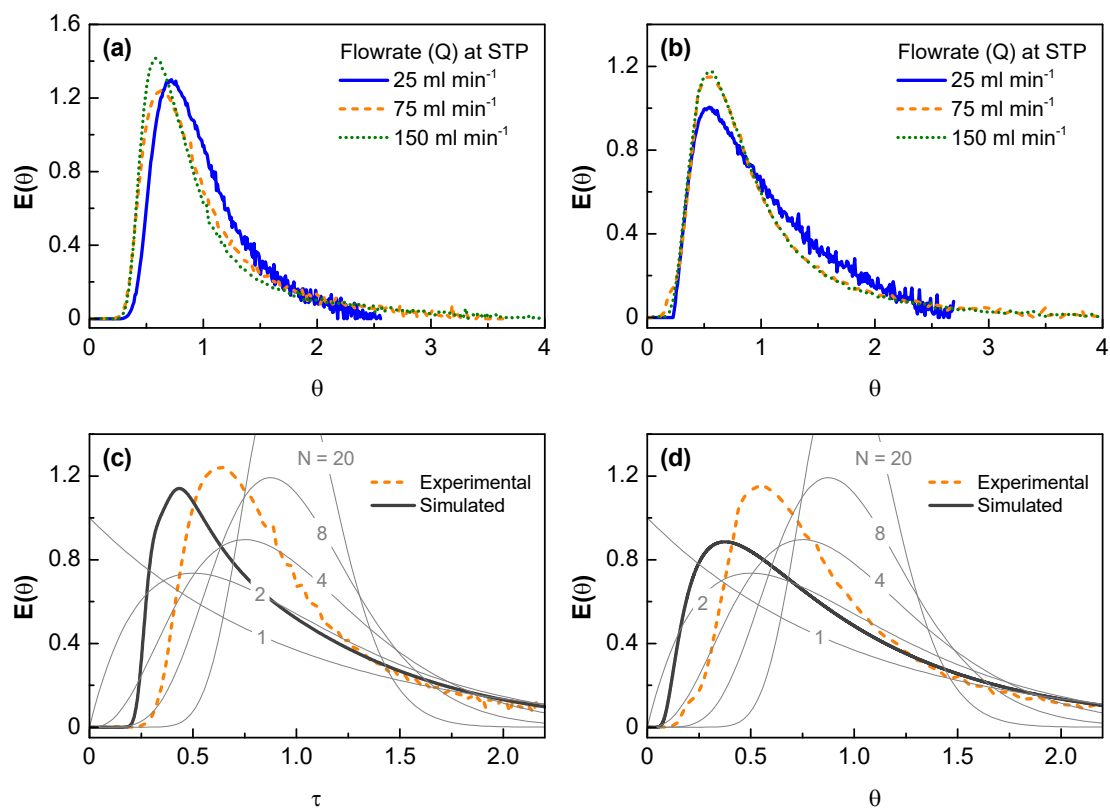 (a)
Flowrate (Q) at STP
25 ml min⁻¹
75 ml min⁻¹
150 ml min⁻¹
1.6
1.2
0.8
0.4
0
0
1
2
3
4
E(θ)
θ
(b)
Flowrate (Q) at STP
25 ml min⁻¹
75 ml min⁻¹
150 ml min⁻¹
1.2
0.8
0.4
0
0
1
2
3
4
E(θ)
θ
(c)
N = 20
Experimental
Simulated
8
4
2
1
1.2
0.8
0.4
0
0
0.5
1.0
1.5
2.0
E(θ)
τ
(d)
N = 20
Experimental
Simulated
8
4
2
1
1.2
0.8
0.4
0
0
0.5
1.0
1.5
2.0
E(θ)
θ